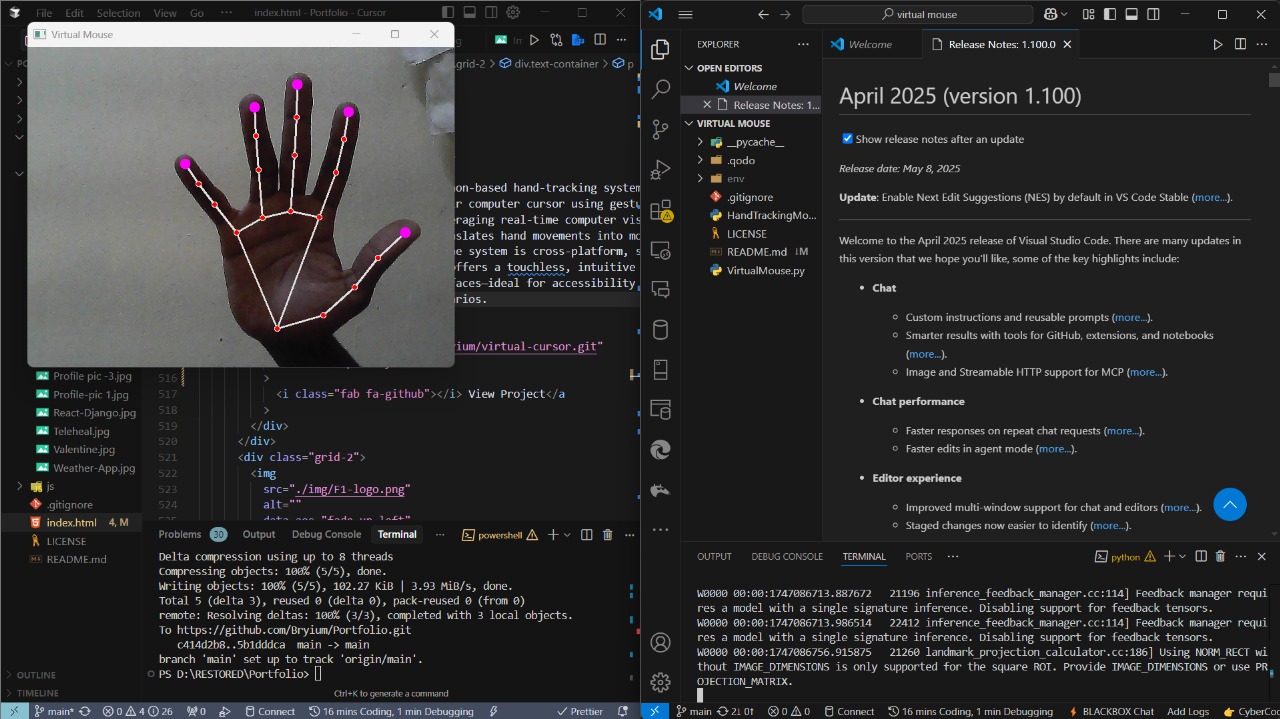 File Edit Selection View Go ··· index.html - Portfolio - Cursor
Virtual Mouse
.grid-2 > div.text-container > p
on-based hand-tracking system
r computer cursor using gestu
eraging real-time computer vis
nslates hand movements into mo
e system is cross-platform, s
offers a touchless, intuitive
aces—ideal for accessibility
arios.
ium/virtual-cursor.git"
Profile pic -3.jpg
Profile-pic 1.jpg
React-Django.jpg
Teleheal.jpg
Valentine.jpg
Weather-App.jpg
js
.gitignore
index.html 4, M
LICENSE
README.md
OUTLINE
TIMELINE
516 >
517 <i class="fab fa-github"></i> View Project</a
518 >
519 </div>
520 </div>
521 <div class="grid-2">
522 <img
523 src="./img/F1-logo.png"
524 alt=""
525 data-aos="fade-up-left"
Problems 30 Output Debug Console Terminal ··· powershell
Delta compression using up to 8 threads
Compressing objects: 100% (5/5), done.
Writing objects: 100% (5/5), 102.27 KiB | 3.93 MiB/s, done.
Total 5 (delta 3), reused 0 (delta 0), pack-reused 0 (from 0)
remote: Resolving deltas: 100% (3/3), completed with 3 local objects.
To https://github.com/Bryium/Portfolio.git
c414d2b8..5b1dddca main -> main
branch 'main' set up to track 'origin/main'.
PS D:\RESTORED\Portfolio>
Ctrl+K to generate a command
main* 0 4 26 0 Connect 16 mins Coding, 1 min Debugging Prettier
virtual mouse
EXPLORER ···
OPEN EDITORS
Welcome
Release Notes: 1...
VIRTUAL MOUSE
__pycache__
.qodo
env
.gitignore
HandTrackingMo...
LICENSE
README.md ↓M
VirtualMouse.py
Welcome Release Notes: 1.100.0
April 2025 (version 1.100)
Show release notes after an update
Release date: May 8, 2025
Update: Enable Next Edit Suggestions (NES) by default in VS Code Stable (more...).
Welcome to the April 2025 release of Visual Studio Code. There are many updates in
this version that we hope you'll like, some of the key highlights include:
• Chat
Custom instructions and reusable prompts (more...).
Smarter results with tools for GitHub, extensions, and notebooks
(more...).
Image and Streamable HTTP support for MCP (more...).
• Chat performance
Faster responses on repeat chat requests (more...).
Faster edits in agent mode (more...).
• Editor experience
Improved multi-window support for chat and editors (more...).
Staged changes now easier to identify (more...).
OUTPUT DEBUG CONSOLE TERMINAL PORTS ··· python
W0000 00:00:1747086713.887672 21196 inference_feedback_manager.cc:114] Feedback manager requi
res a model with a single signature inference. Disabling support for feedback tensors.
W0000 00:00:1747086713.986514 22412 inference_feedback_manager.cc:114] Feedback manager requi
res a model with a single signature inference. Disabling support for feedback tensors.
W0000 00:00:1747086756.915875 21260 landmark_projection_calculator.cc:186] Using NORM_RECT wi
thout IMAGE_DIMENSIONS is only supported for the square ROI. Provide IMAGE_DIMENSIONS or use PR
OJECTION_MATRIX.
main 2↓ 0↑ 0 0 Connect 16 mins Coding, 1 min Debugging BLACKBOX Chat Add Logs CyberCo